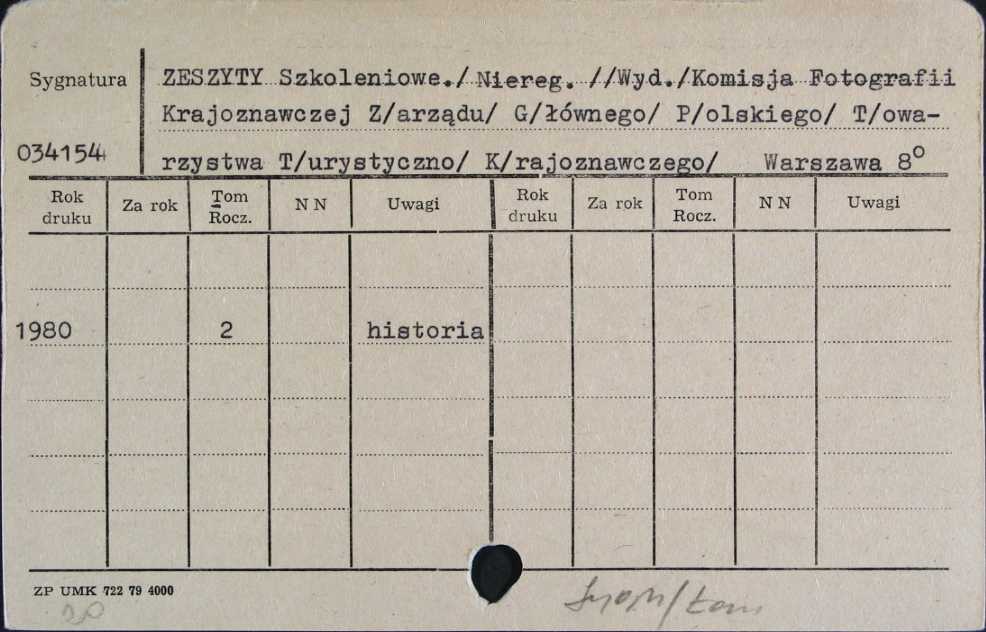 Sygnatura ZESZYTY Szkoleniowe./ Niereg. //Wyd./Komisja Fotografii
Krajoznawczej Z/arządu/ G/łównego/ P/olskiego/ T/owa-
034154 rzystwa T/urystyczno/ K/rajoznawczego/ Warszawa 8°
Rok druku Za rok Tom Rocz. N N Uwagi Rok druku Za rok Tom Rocz. N N Uwagi
1980 2 historia
ZP UMK 722 79 4000